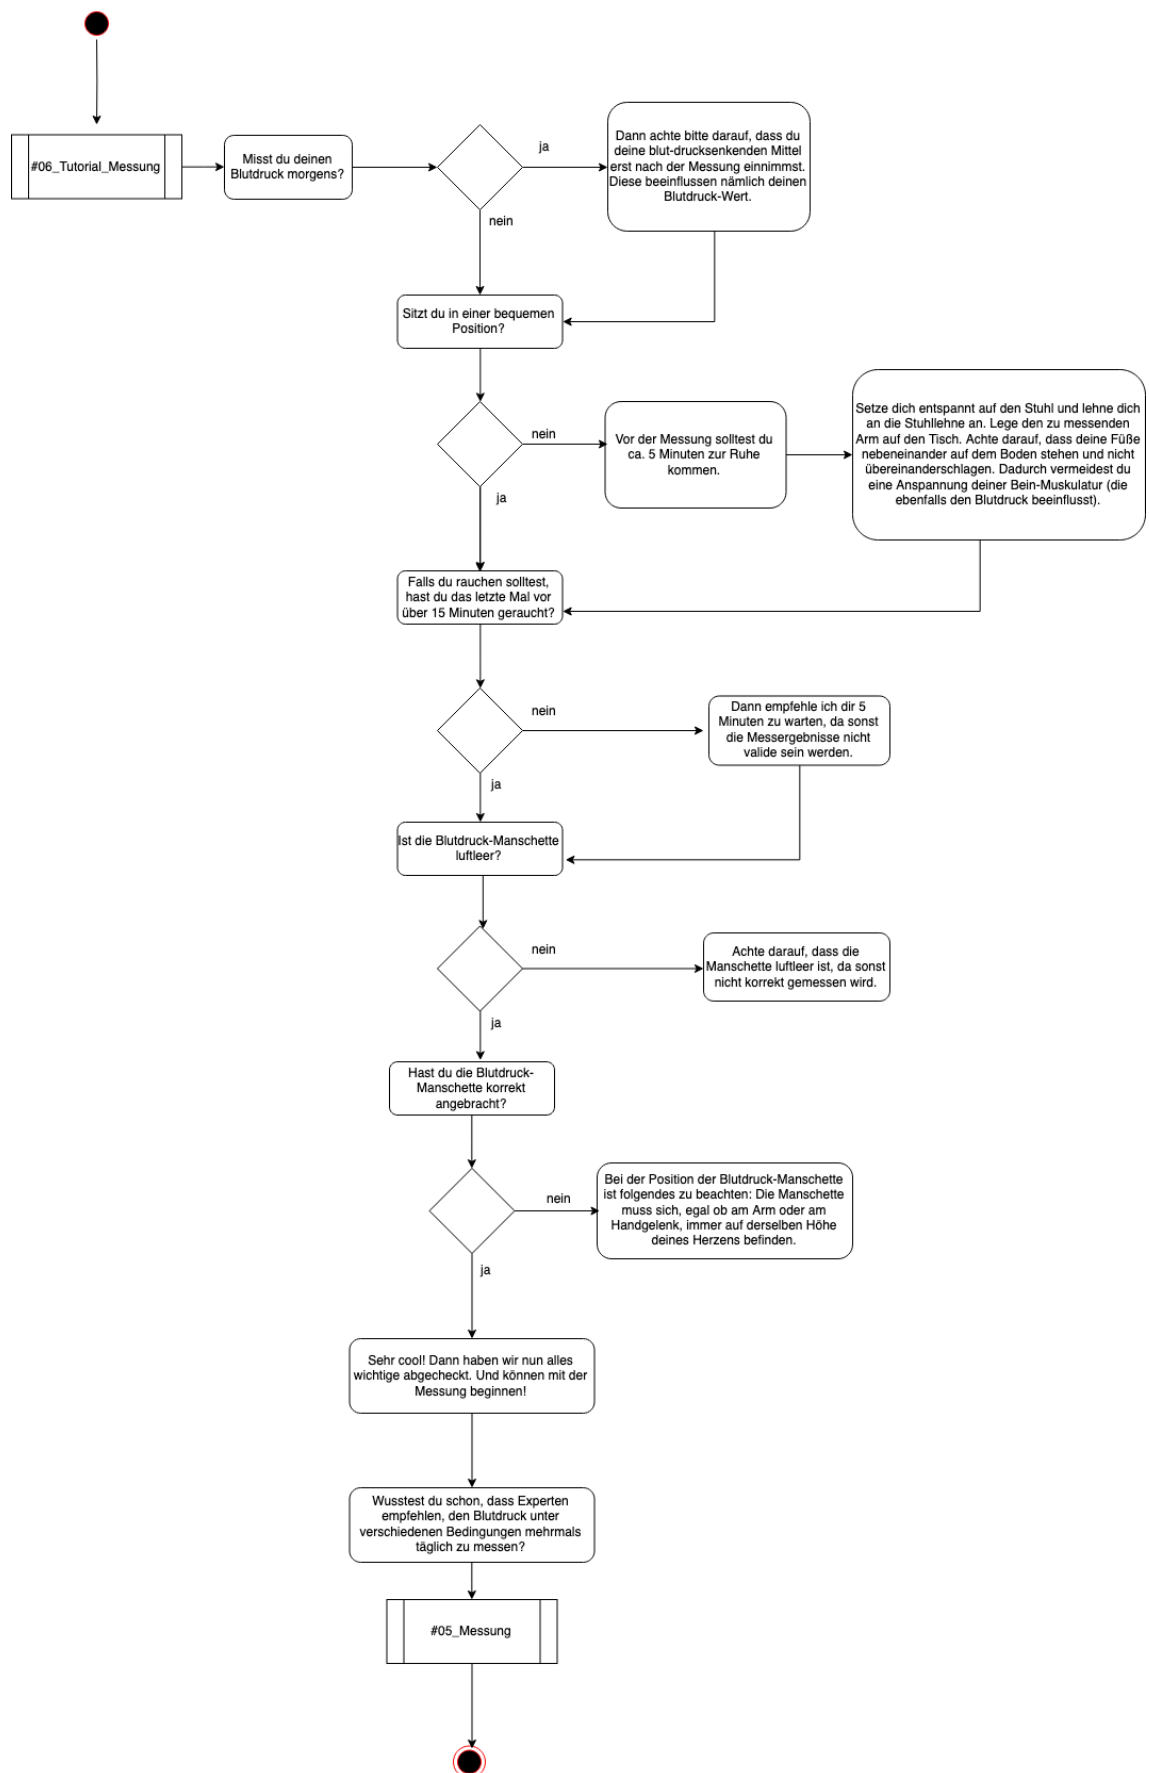 #06_Tutorial_Messung
Misst du deinen
Blutdruck morgens?
ja
Dann achte bitte darauf, dass du
deine blut-drucksenkenden Mittel
erst nach der Messung einnimmst.
Diese beeinflussen nämlich deinen
Blutdruck-Wert.
nein
Sitzt du in einer bequemen
Position?
nein
Vor der Messung solltest du
ca. 5 Minuten zur Ruhe
kommen.
Setze dich entspannt auf den Stuhl und lehne dich
an die Stuhllehne an. Lege den zu messenden
Arm auf den Tisch. Achte darauf, dass deine Füße
nebeneinander auf dem Boden stehen und nicht
übereinanderschlagen. Dadurch vermeidest du
eine Anspannung deiner Bein-Muskulatur (die
ebenfalls den Blutdruck beeinflusst).
ja
Falls du rauchen solltest,
hast du das letzte Mal vor
über 15 Minuten geraucht?
nein
Dann empfehle ich dir 5
Minuten zu warten, da sonst
die Messergebnisse nicht
valide sein werden.
ja
Ist die Blutdruck-Manschette
luftleer?
nein
Achte darauf, dass die
Manschette luftleer ist, da sonst
nicht korrekt gemessen wird.
ja
Hast du die Blutdruck-
Manschette korrekt
angebracht?
nein
Bei der Position der Blutdruck-Manschette
ist folgendes zu beachten: Die Manschette
muss sich, egal ob am Arm oder am
Handgelenk, immer auf derselben Höhe
deines Herzens befinden.
ja
Sehr cool! Dann haben wir nun alles
wichtige abgecheckt. Und können mit der
Messung beginnen!
Wusstest du schon, dass Experten
empfehlen, den Blutdruck unter
verschiedenen Bedingungen mehrmals
täglich zu messen?
#05_Messung